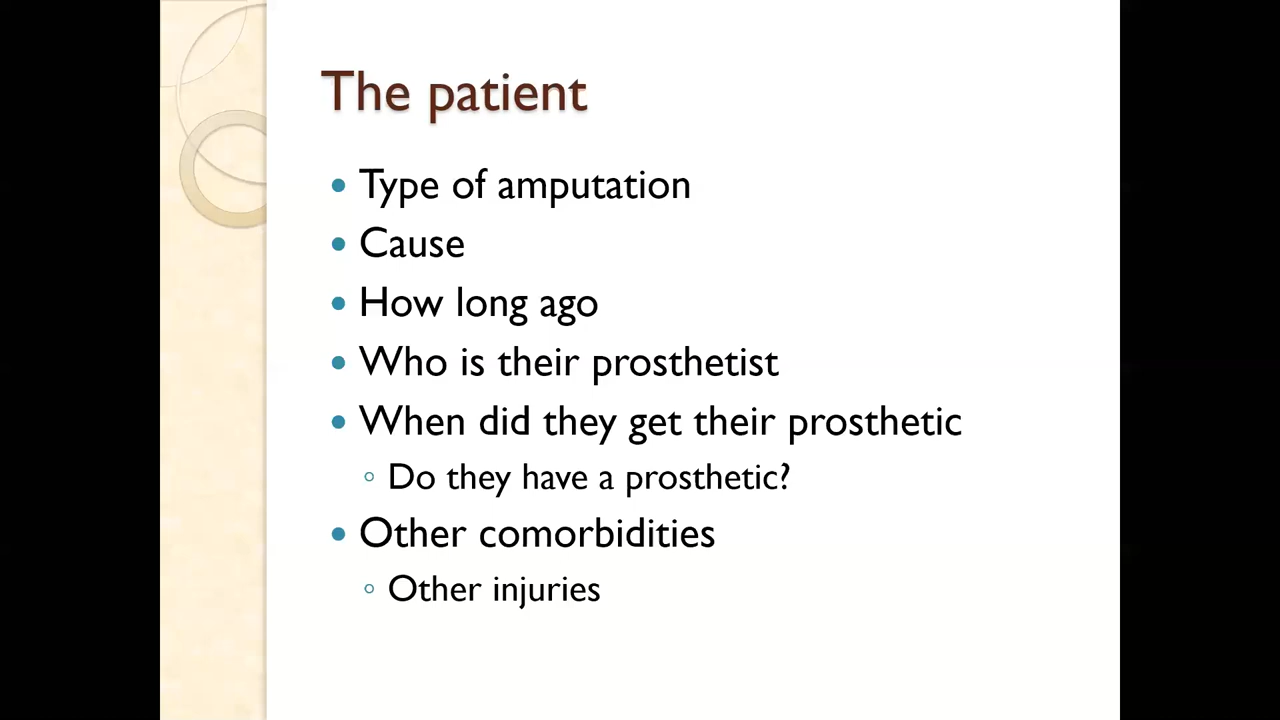 The patient
• Type of amputation
• Cause
• How long ago
• Who is their prosthetist
• When did they get their prosthetic
◦ Do they have a prosthetic?
• Other comorbidities
◦ Other injuries